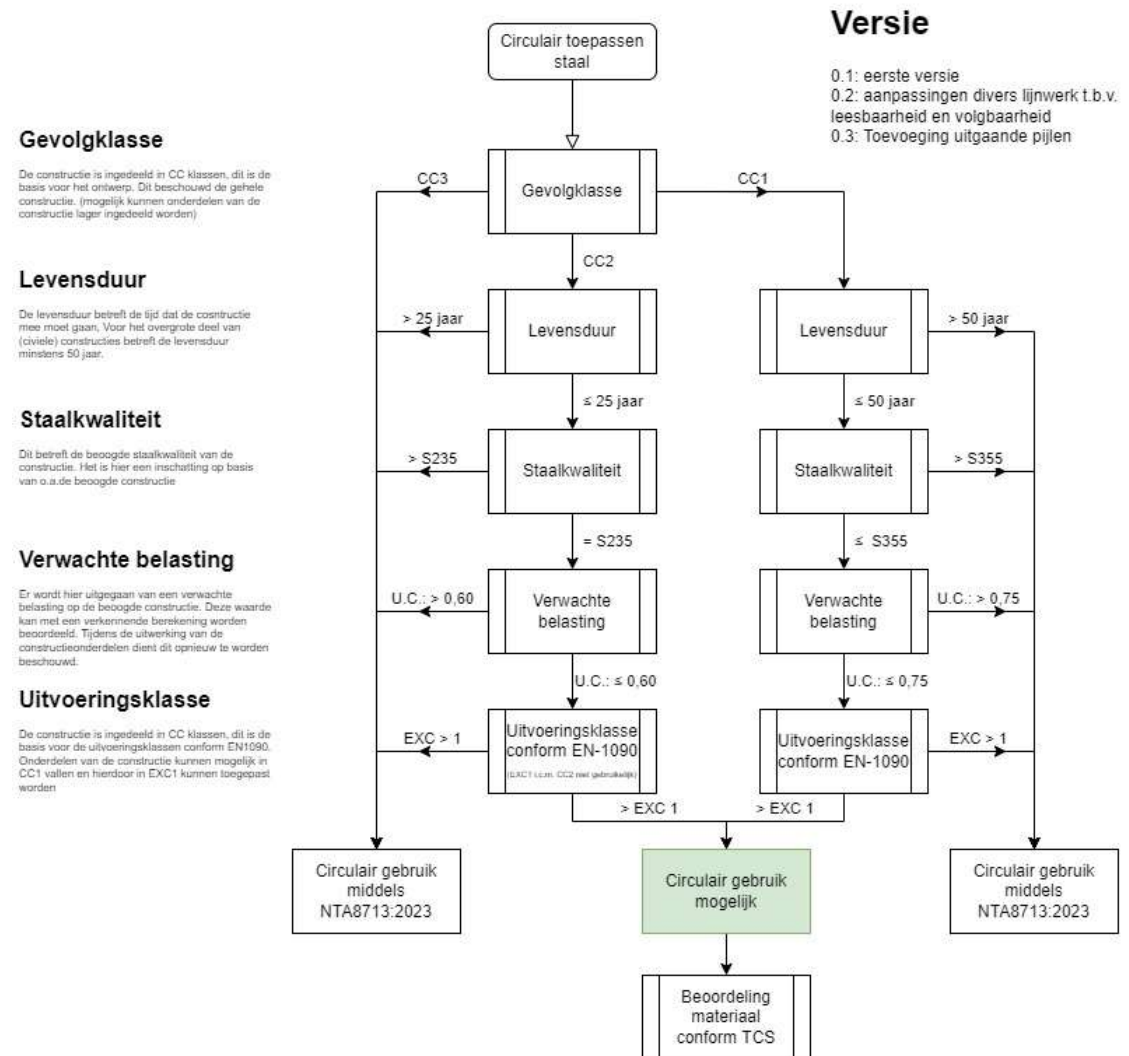 Circulair toepassen
staal
Versie
0.1: eerste versie
0.2: aanpassingen divers lijnwerk t.b.v.
leesbaarheid en volgbaarheid
0.3: Toevoeging uitgaande pijlen
Gevolgklasse
De constructie is ingedeeld in CC klassen, dit is de
basis voor het ontwerp. Dit beschouwd de gehele
constructie. (mogelijk kunnen onderdelen van de
constructie lager ingedeeld worden)
CC3
Gevolgklasse
CC1
CC2
Levensduur
De levensduur betreft de tijd dat de cosntructie
mee moet gaan, Voor het overgrote deel van
(civiele) constructies betreft de levensduur
minstens 50 jaar.
> 25 jaar
Levensduur
Levensduur
> 50 jaar
≤ 25 jaar
≤ 50 jaar
Staalkwaliteit
Dit betreft de beoogde staalkwaliteit van de
constructie. Het is hier een inschatting op basis
van o.a.de beoogde constructie
> S235
Staalkwaliteit
Staalkwaliteit
> S355
= S235
≤ S355
Verwachte belasting
Er wordt hier uitgegaan van een verwachte
belasting op de beoogde constructie. Deze waarde
kan met een verkennende berekening worden
beoordeeld. Tijdens de uitwerking van de
constructieonderdelen dient dit opnieuw te worden
beschouwd.
U.C.: > 0,60
Verwachte
belasting
Verwachte
belasting
U.C.: > 0,75
U.C.: ≤ 0,60
U.C.: ≤ 0,75
Uitvoeringsklasse
De constructie is ingedeeld in CC klassen, dit is de
basis voor de uitvoeringsklassen conform EN1090.
Onderdelen van de constructie kunnen mogelijk in
CC1 vallen en hierdoor in EXC1 kunnen toegepast
worden
EXC > 1
Uitvoeringsklasse
conform EN-1090
(EXC1 i.c.m. CC2 niet gebruikelijk)
Uitvoeringsklasse
conform EN-1090
EXC > 1
> EXC 1
> EXC 1
Circulair gebruik
middels
NTA8713:2023
Circulair gebruik
mogelijk
Circulair gebruik
middels
NTA8713:2023
Beoordeling
materiaal
conform TCS